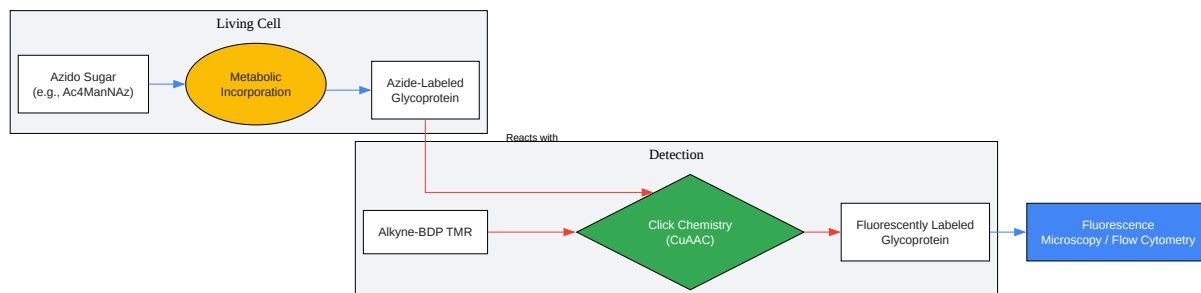 Living Cell
Azido Sugar
(e.g., Ac4ManNAz)
Metabolic
Incorporation
Azide-Labeled
Glycoprotein
Reacts with
Detection
Alkyne-BDP TMR
Click Chemistry
(CuAAC)
Fluorescently Labeled
Glycoprotein
Fluorescence
Microscopy / Flow Cytometry